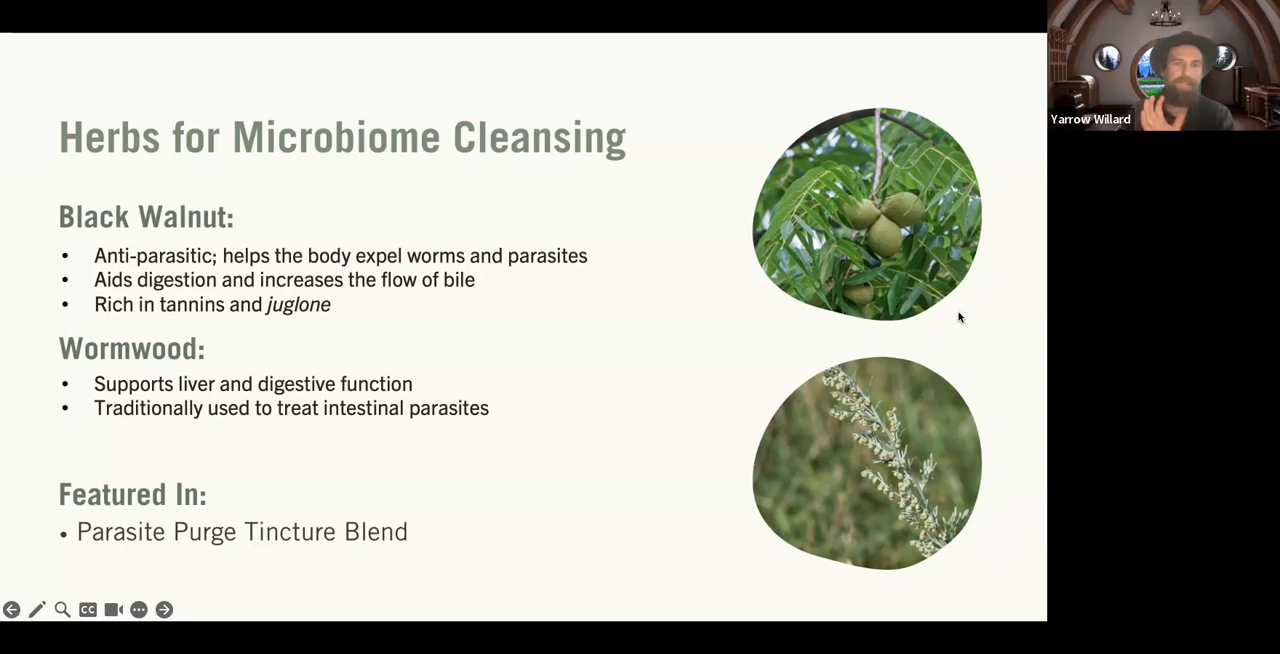 Herbs for Microbiome Cleansing
Black Walnut:
• Anti-parasitic; helps the body expel worms and parasites
• Aids digestion and increases the flow of bile
• Rich in tannins and juglone
Wormwood:
• Supports liver and digestive function
• Traditionally used to treat intestinal parasites
Featured In:
• Parasite Purge Tincture Blend
Yarrow Willard
CC